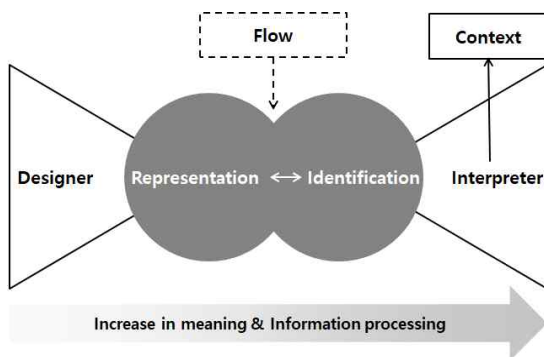 Flow
Context
Designer
Representation
Identification
Interpreter
Increase in meaning & Information processing